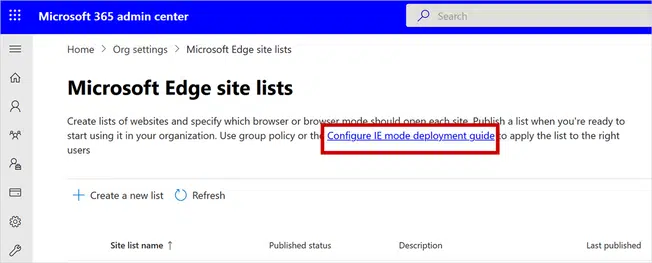 Microsoft 365 admin center
Search
Home > Org settings > Microsoft Edge site lists
Microsoft Edge site lists
Create lists of websites and specify which browser or browser mode should open each site. Publish a list when you're ready to
start using it in your organization. Use group policy or the Configure IE mode deployment guide to apply the list to the right
users
+ Create a new list Refresh
Site list name ↑ Published status Description Last published